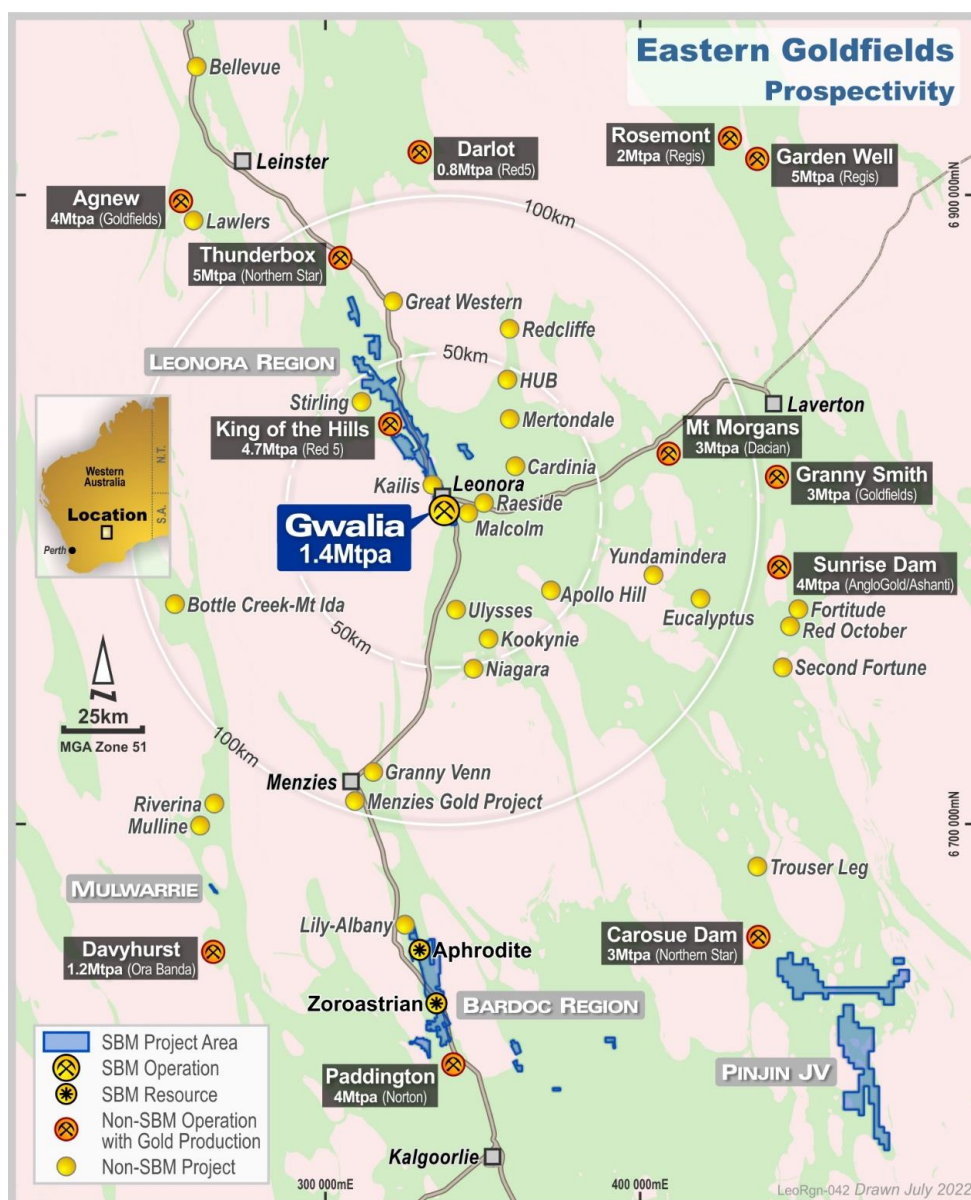 Eastern Goldfields
Prospectivity
Bellevue
Leinster
Darlot
0.8Mtpa (Red5)
Rosemont
2Mtpa (Regis)
Garden Well
5Mtpa (Regis)
Agnew
4Mtpa (Goldfields)
Lawlers
6 900 000mN
100km
Thunderbox
5Mtpa (Northern Star)
Great Western
Redcliffe
LEONORA REGION
50km
HUB
Stirling
Mertondale
Laverton
King of the Hills
4.7Mtpa (Red 5)
Mt Morgans
3Mtpa (Dacian)
Western
Australia
N.T.
S.A.
Location
Perth
Cardinia
Granny Smith
3Mtpa (Goldfields)
Kailis
Leonora
Raeside
Malcolm
Gwalia
1.4Mtpa
Yundamindera
Sunrise Dam
4Mtpa (AngloGold/Ashanti)
Bottle Creek-Mt Ida
Ulysses
Apollo Hill
Eucalyptus
Fortitude
Red October
50km
Kookynie
Niagara
Second Fortune
N
25km
MGA Zone 51
100km
Menzies
Granny Venn
Menzies Gold Project
Riverina
Mulline
6 700 000mN
Trouser Leg
MULWARRIE
Lily-Albany
Aphrodite
Davyhurst
1.2Mtpa (Ora Banda)
Carosue Dam
3Mtpa (Northern Star)
Zoroastrian
BARDOC REGION
Paddington
4Mtpa (Norton)
PINJIN JV
SBM Project Area
SBM Operation
SBM Resource
Non-SBM Operation
with Gold Production
Non-SBM Project
Kalgoorlie
300 000mE
400 000mE
LeoRgn-042 Drawn July 2022